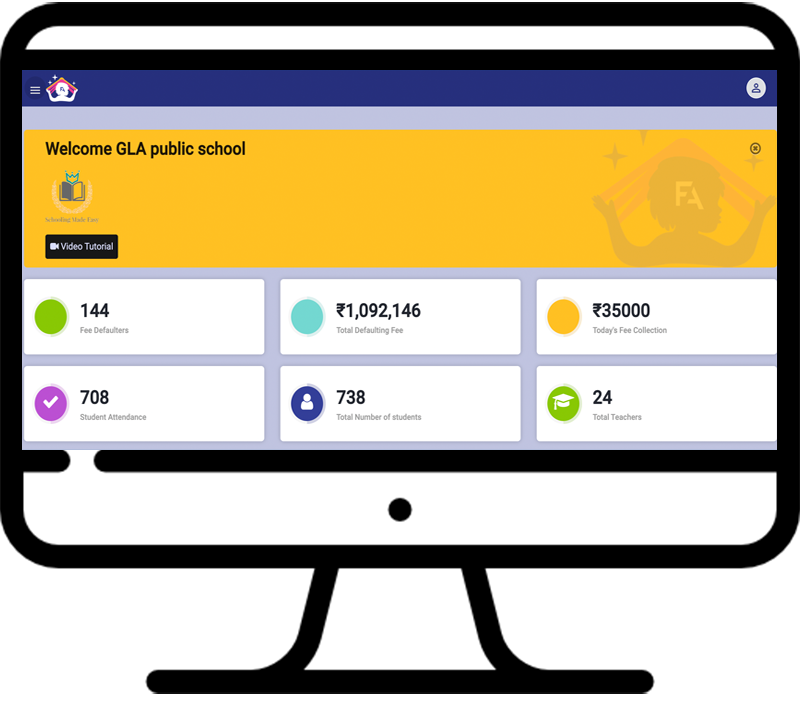 FA
Welcome GLA public school
FA
Schooling Made Easy
Video Tutorial
144
Fee Defaulters
₹1,092,146
Total Defaulting Fee
₹35000
Today's Fee Collection
708
Student Attendance
738
Total Number of students
24
Total Teachers